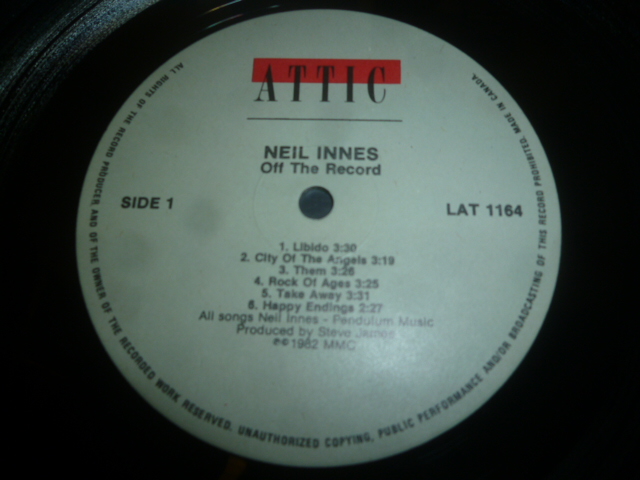 ATTIC
NEIL INNES
Off The Record
SIDE 1
LAT 1164
1. Libido 3:30
2. City Of The Angels 3:19
3. Them 3:26
4. Rock Of Ages 3:25
5. Take Away 3:31
6. Happy Endings 2:27
All songs Neil Innes - Pendulum Music
Produced by Steve James
℗©1982 MMC
ALL RIGHTS OF THE RECORD PRODUCER AND OF THE OWNER OF THE RECORDED WORK RESERVED. UNAUTHORIZED COPYING, PUBLIC PERFORMANCE AND/OR BROADCASTING OF THIS RECORD PROHIBITED. MADE IN CANADA.